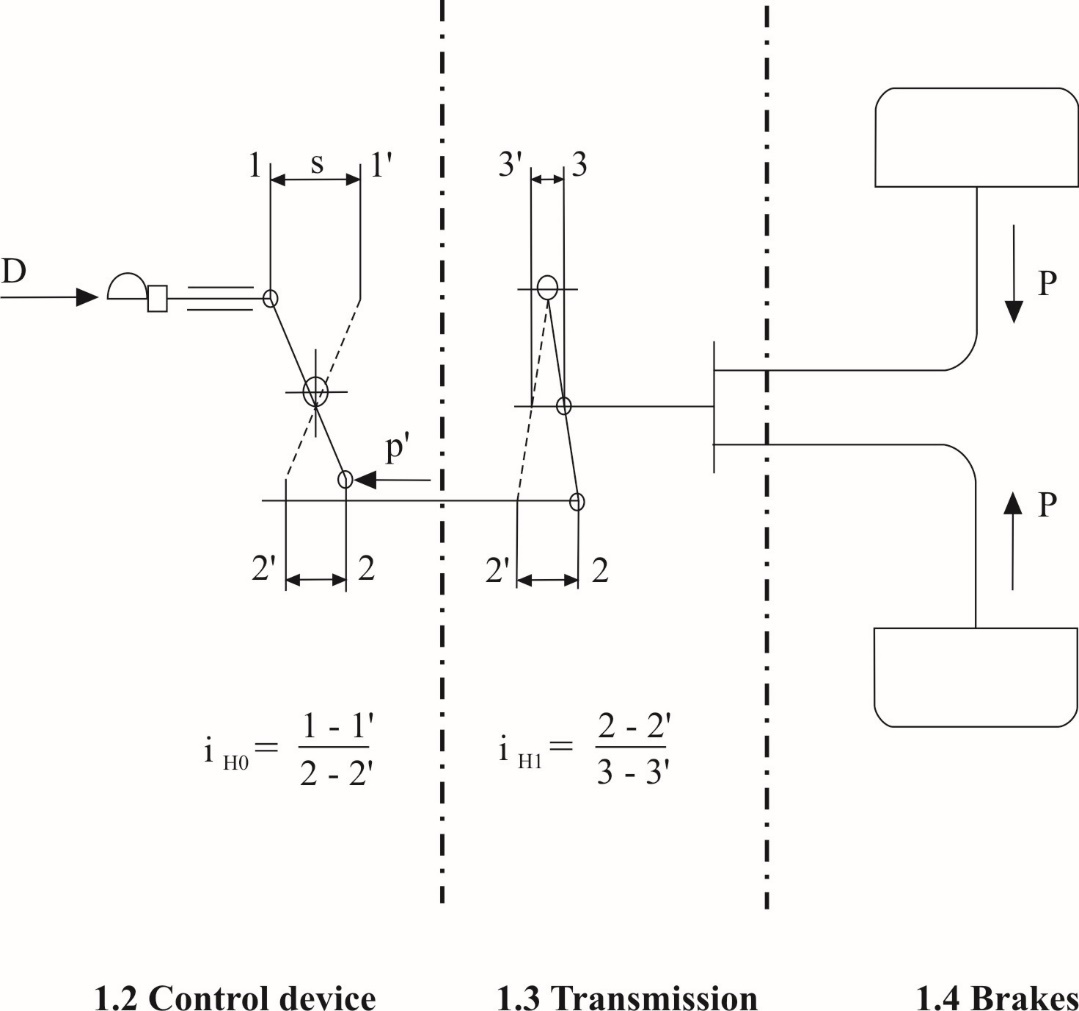 1 s 1' 3' 3
D
P
p'
P
2' 2 2' 2
i H0 = 1 - 1' / 2 - 2'
i H1 = 2 - 2' / 3 - 3'
1.2 Control device 1.3 Transmission 1.4 Brakes